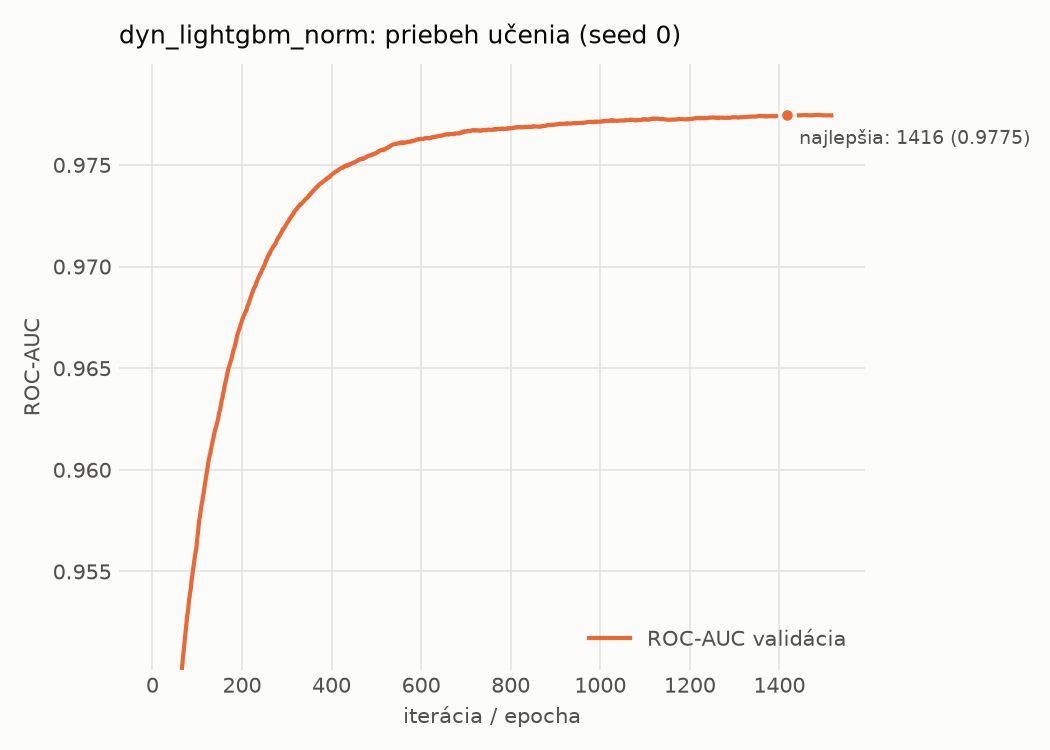 dyn_lightgbm_norm: priebeh učenia (seed 0)
najlepšia: 1416 (0.9775)
0.975
0.970
0.965
0.960
0.955
ROC-AUC
ROC-AUC validácia
0 200 400 600 800 1000 1200 1400
iterácia / epocha